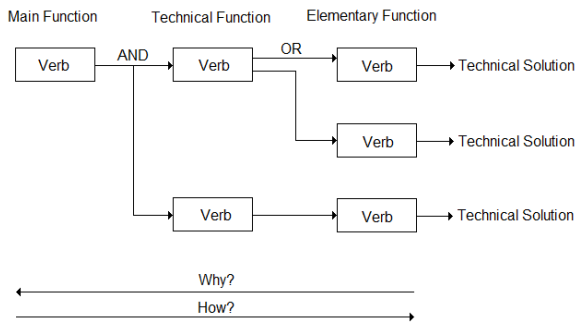 Main Function
Technical Function
Elementary Function
Verb
AND
Verb
OR
Verb
Technical Solution
Verb
Technical Solution
Verb
Verb
Technical Solution
Why?
How?